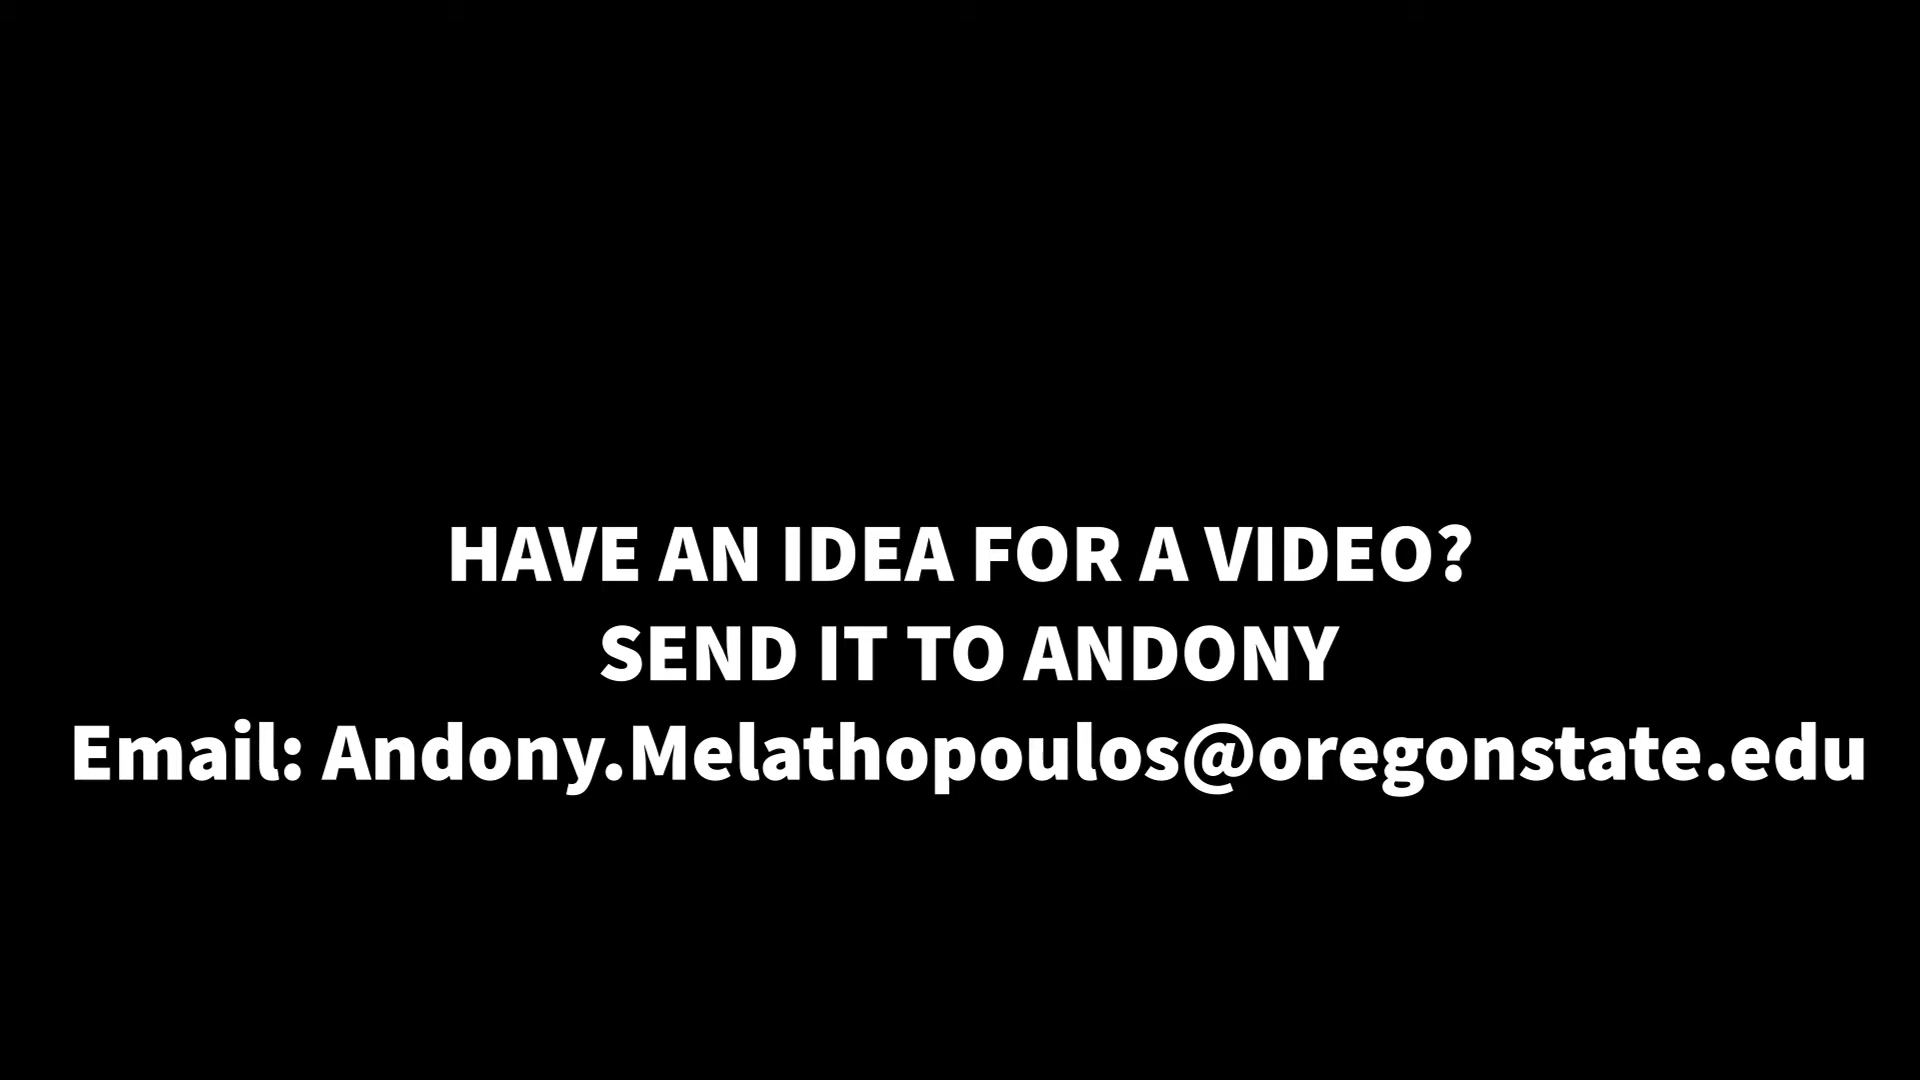 HAVE AN IDEA FOR A VIDEO?
SEND IT TO ANDONY
Email: Andony.Melathopoulos@oregonstate.edu